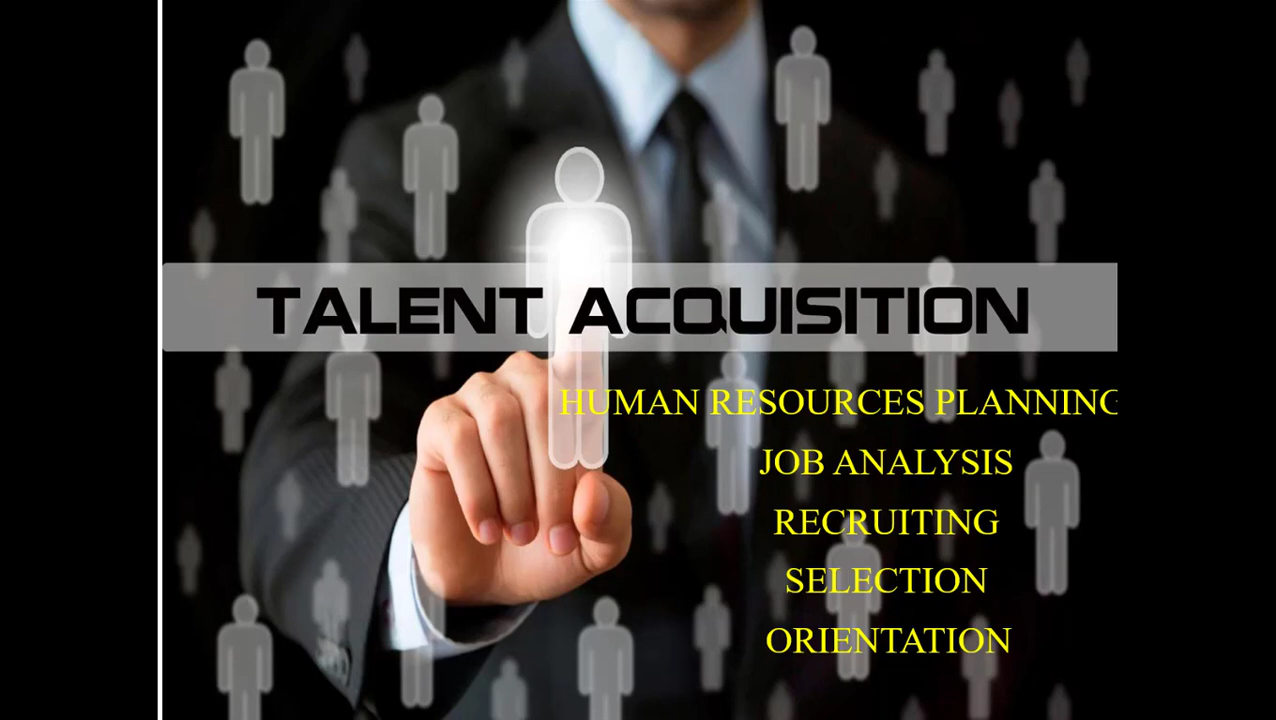 TALENT ACQUISITION
HUMAN RESOURCES PLANNING
JOB ANALYSIS
RECRUITING
SELECTION
ORIENTATION